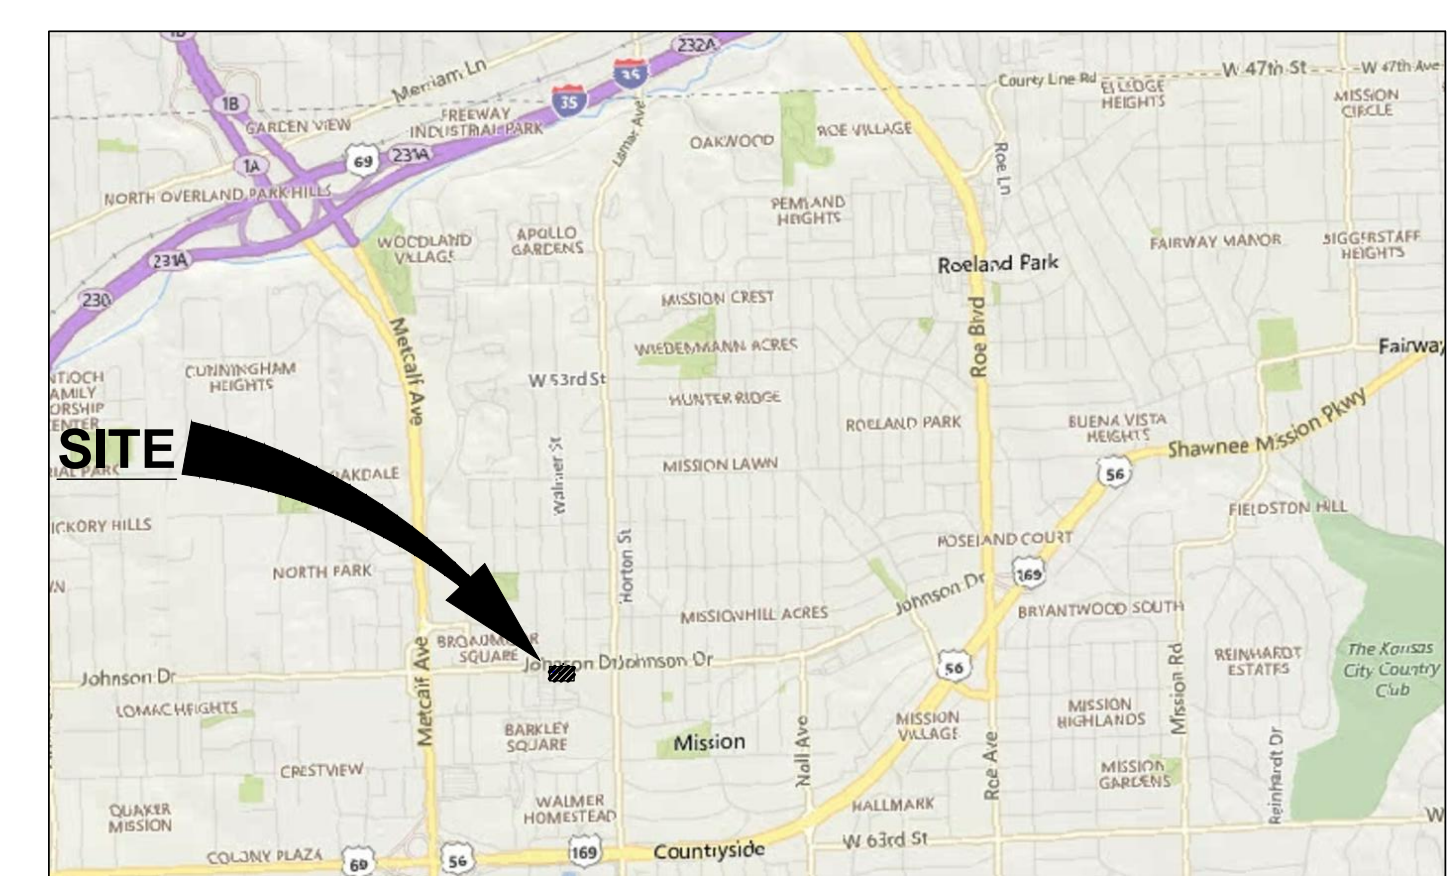 232A
Merriam Ln
35
35
County Line Rd
W 47th St
W 47th Ave
1B
GARDEN VIEW
FREEWAY
INDUSTRIAL PARK
Lamar Ave
OAKWOOD
ROE VILLAGE
HEIGHTS
MISSION
CIRCLE
1A
69
231A
Roe Ln
NORTH OVERLAND PARK HILLS
HEIGHTS
WOODLAND
VILLAGE
APOLLO
GARDENS
FAIRWAY MANOR
BIGGERSTAFF
HEIGHTS
231A
Roeland Park
230
MISSION CREST
Roe Blvd
Metcalf Ave
WIEDENMANN ACRES
Fairway
CUNNINGHAM
HEIGHTS
W 53rd St
HUNTER RIDGE
ROELAND PARK
BUENA VISTA
HEIGHTS
Shawnee Mission Pkwy
SITE
Walmer St
MISSION LAWN
56
AKDALE
FIELDSTON HILL
ICKORY HILLS
ROSELAND COURT
NORTH PARK
Horton St
169
Johnson Dr
MISSIONHILL ACRES
BRYANTWOOD SOUTH
SQUARE
Johnson Dr
Johnson Dr
Johnson Dr
Metcalf Ave
56
Mission Rd
REINHARDT
ESTATES
The Kansas
City Country
Club
LOMAC HEIGHTS
BARKLEY
SQUARE
Mission
Nall Ave
MISSION
VILLAGE
Roe Ave
MISSION
HIGHLANDS
Reinhardt Dr
CRESTVIEW
MISSION
GARDENS
QUAKER
MISSION
WALMER
HOMESTEAD
HALLMARK
W 63rd St
COLONY PLAZA
69
56
169
Countryside